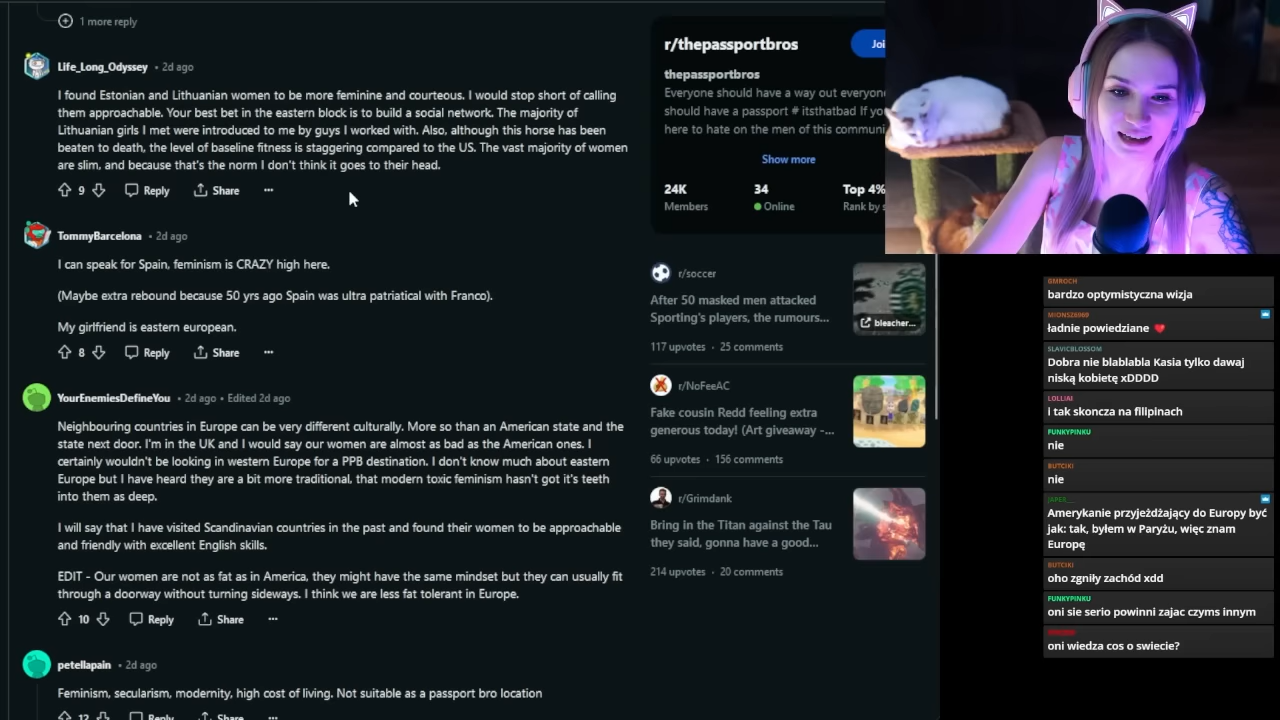 1 more reply
Life_Long_Odyssey • 2d ago
I found Estonian and Lithuanian women to be more feminine and courteous. I would stop short of calling
them approachable. Your best bet in the eastern block is to build a social network. The majority of
Lithuanian girls I met were introduced to me by guys I worked with. Also, although this horse has been
beaten to death, the level of baseline fitness is staggering compared to the US. The vast majority of women
are slim, and because that's the norm I don't think it goes to their head.
9 Reply Share ...
TommyBarcelona • 2d ago
I can speak for Spain, feminism is CRAZY high here.
(Maybe extra rebound because 50 yrs ago Spain was ultra patriatical with Franco).
My girlfriend is eastern european.
8 Reply Share ...
YourEnemiesDefineYou • 2d ago • Edited 2d ago
Neighbouring countries in Europe can be very different culturally. More so than an American state and the
state next door. I'm in the UK and I would say our women are almost as bad as the American ones. I
certainly wouldn't be looking in western Europe for a PPB destination. I don't know much about eastern
Europe but I have heard they are a bit more traditional, that modern toxic feminism hasn't got it's teeth
into them as deep.
I will say that I have visited Scandinavian countries in the past and found their women to be approachable
and friendly with excellent English skills.
EDIT - Our women are not as fat as in America, they might have the same mindset but they can usually fit
through a doorway without turning sideways. I think we are less fat tolerant in Europe.
10 Reply Share ...
petellapain • 2d ago
Feminism, secularism, modernity, high cost of living. Not suitable as a passport bro location
12 Reply Share ...
r/thepassportbros
Joi
thepassportbros
Everyone should have a way out everyone
should have a passport # itsthatbad If you
here to hate on the men of this communi
Show more
24K 34 Top 4%
Members Online Rank by s
r/soccer
After 50 masked men attacked
Sporting's players, the rumours...
bleacher...
117 upvotes • 25 comments
r/NoFeeAC
Fake cousin Redd feeling extra
generous today! (Art giveaway -...
66 upvotes • 156 comments
r/Grimdank
Bring in the Titan against the Tau
they said, gonna have a good...
214 upvotes • 20 comments
GMROCH
bardzo optymistyczna wizja
MIONSZ6969
ładnie powiedziane
SLAVICBLOSSOM
Dobra nie blablabla Kasia tylko dawaj
niską kobietę xDDDD
LOLLIAI
i tak skoncza na filipinach
FUNKYPINKU
nie
BUTCIKI
nie
Amerykanie przyjeżdżający do Europy być
jak: tak, byłem w Paryżu, więc znam
Europę
BUTCIKI
oho zgniły zachód xdd
FUNKYPINKU
oni sie serio powinni zajac czyms innym
oni wiedza cos o swiecie?